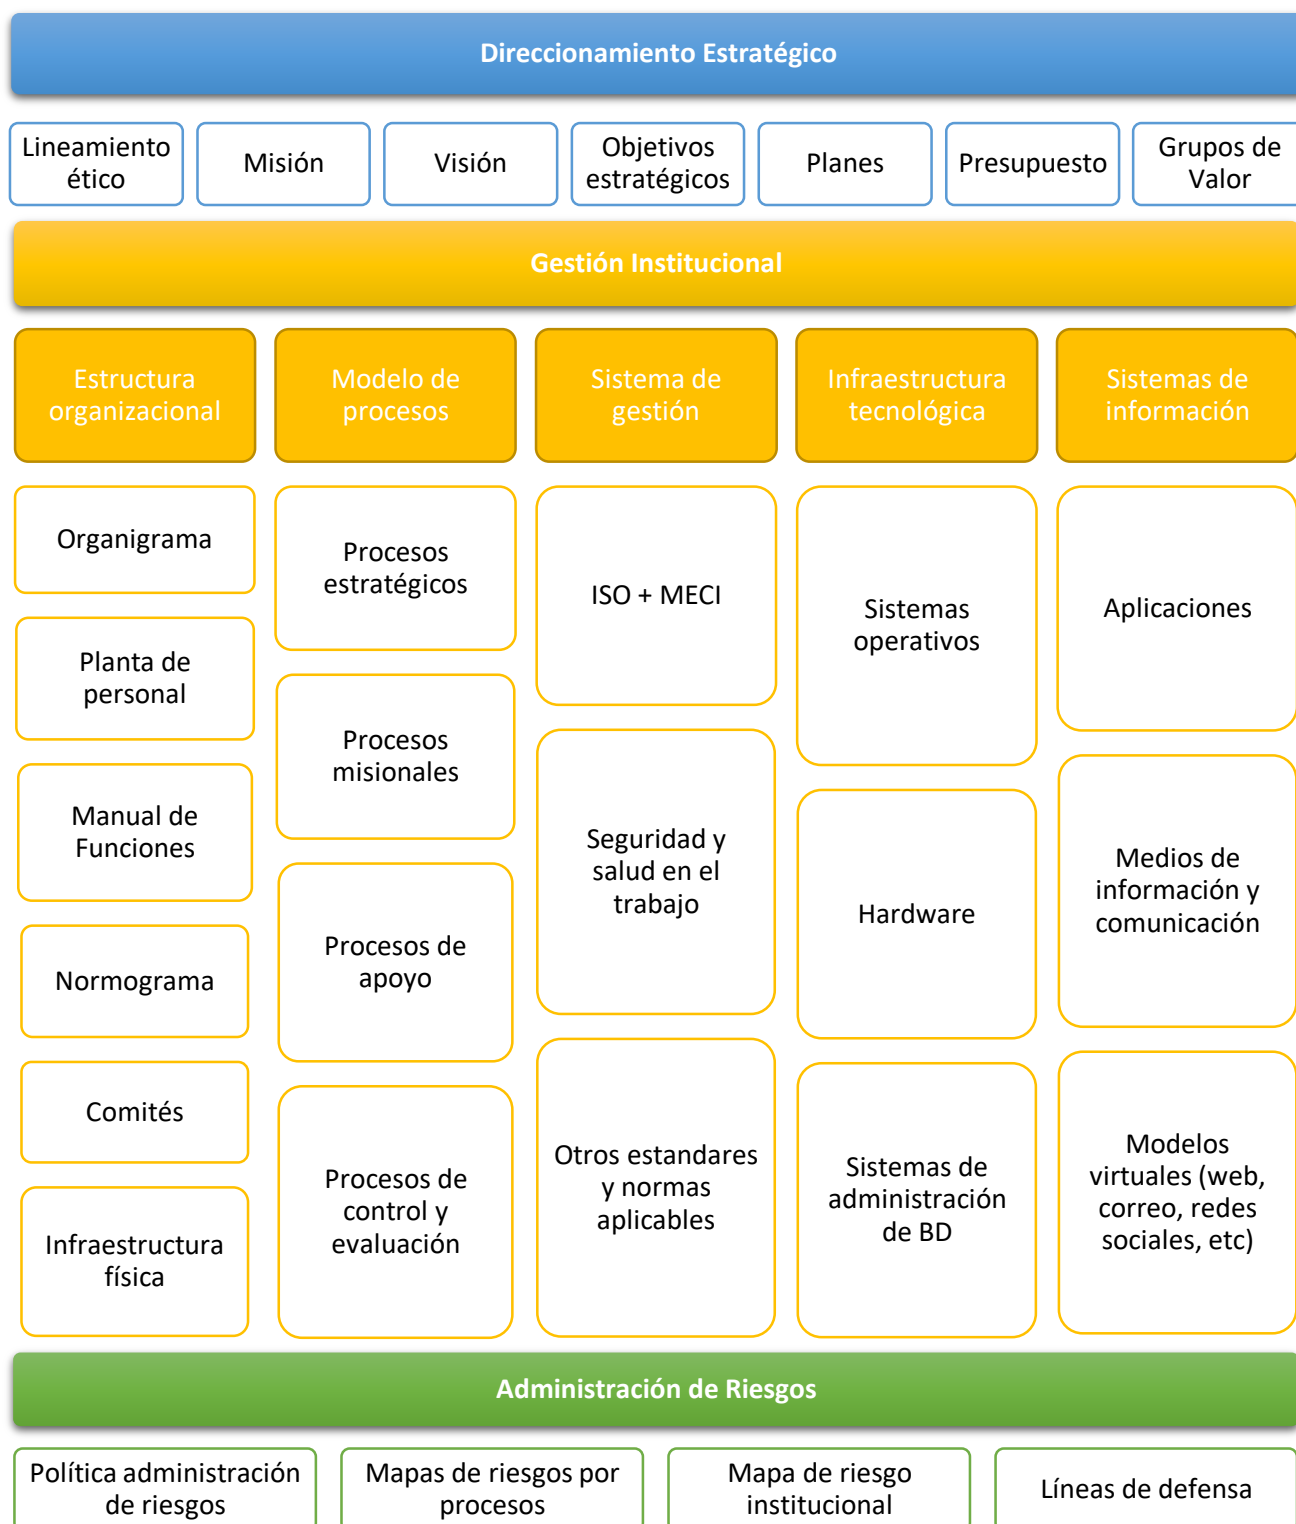 Direccionamiento Estratégico
Lineamiento
ético
Misión
Visión
Objetivos
estratégicos
Planes
Presupuesto
Grupos de
Valor
Gestión Institucional
Estructura
organizacional
Organigrama
Planta de
personal
Manual de
Funciones
Normograma
Comités
Infraestructura
física
Modelo de
procesos
Procesos
estratégicos
Procesos
misionales
Procesos de
apoyo
Procesos de
control y
evaluación
Sistema de
gestión
ISO + MECI
Seguridad y
salud en el
trabajo
Otros estandares
y normas
aplicables
Infraestructura
tecnológica
Sistemas
operativos
Hardware
Sistemas de
administración
de BD
Sistemas de
información
Aplicaciones
Medios de
información y
comunicación
Modelos
virtuales (web,
correo, redes
sociales, etc)
Administración de Riesgos
Política administración
de riesgos
Mapas de riesgos por
procesos
Mapa de riesgo
institucional
Líneas de defensa